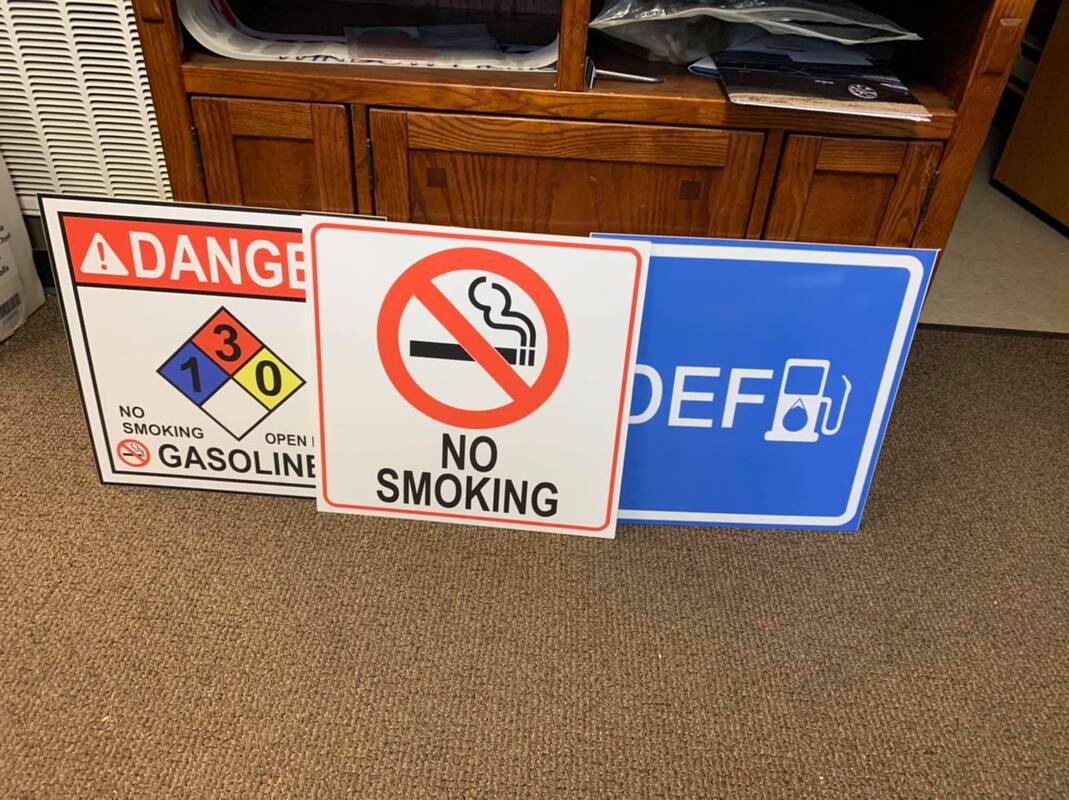 DANGE
3
1 0
NO
SMOKING
OPEN
GASOLINE
NO
SMOKING
DEF